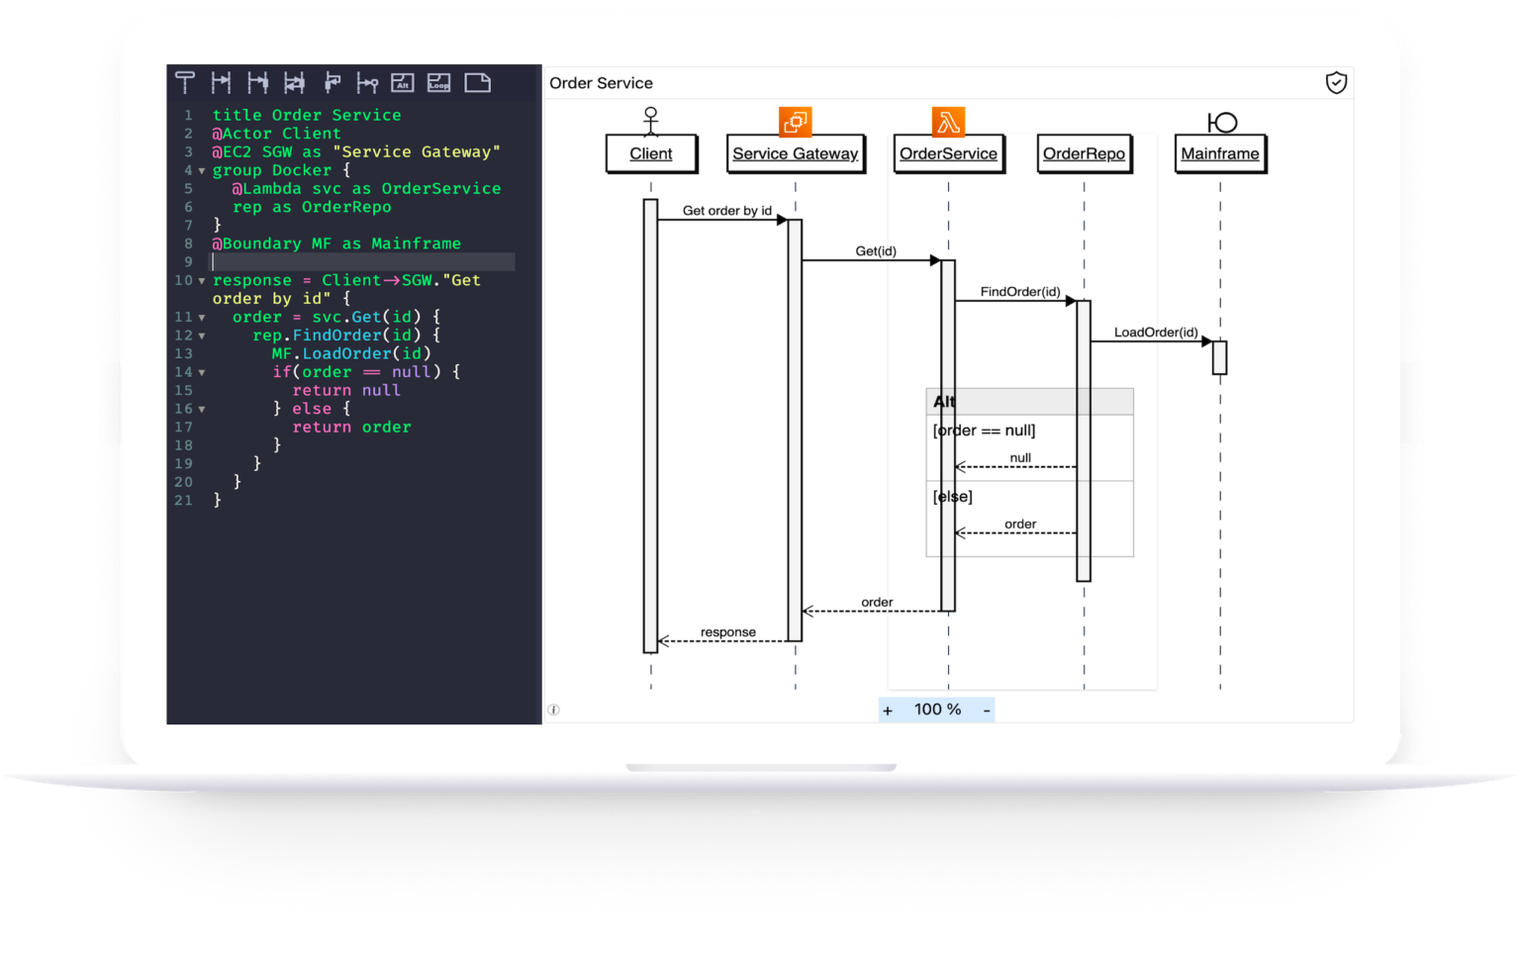 Alt
Loop
1 title Order Service
2 @Actor Client
3 @EC2 SGW as "Service Gateway"
4 group Docker {
5 @Lambda svc as OrderService
6 rep as OrderRepo
7 }
8 @Boundary MF as Mainframe
9
10 response = Client→SGW."Get
order by id" {
11 order = svc.Get(id) {
12 rep.FindOrder(id) {
13 MF.LoadOrder(id)
14 if(order == null) {
15 return null
16 } else {
17 return order
18 }
19 }
20 }
21 }
Order Service
Client
Service Gateway
OrderService
OrderRepo
Mainframe
Get order by id
Get(id)
FindOrder(id)
LoadOrder(id)
Alt
[order == null]
null
[else]
order
order
response
+ 100 % -